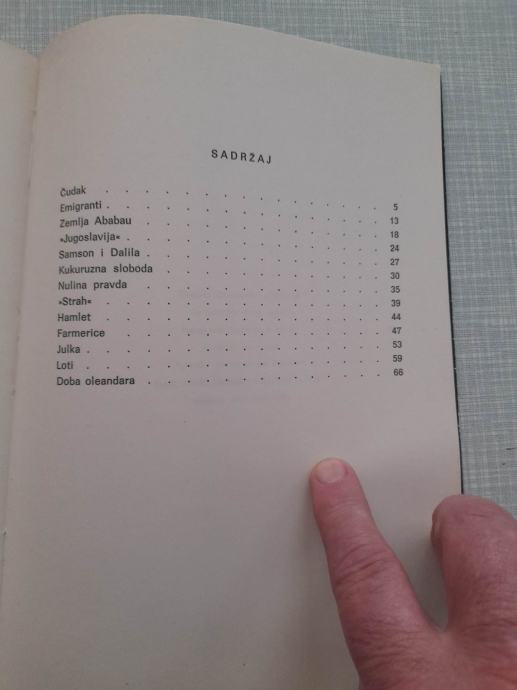 SADRŽAJ
Čudak . . . . . . . . . . . . . . 5
Emigranti . . . . . . . . . . . . . . 13
Zemlja Ababau . . . . . . . . . . . . 18
»Jugoslavija« . . . . . . . . . . . . . 24
Samson i Dalila . . . . . . . . . . . . 27
Kukuruzna sloboda . . . . . . . . . . . 30
Nulina pravda . . . . . . . . . . . . 35
»Strah« . . . . . . . . . . . . . . 39
Hamlet . . . . . . . . . . . . . . 44
Farmerice . . . . . . . . . . . . . 47
Julka . . . . . . . . . . . . . . . 53
Loti . . . . . . . . . . . . . . . 59
Doba oleandara . . . . . . . . . . . . 66